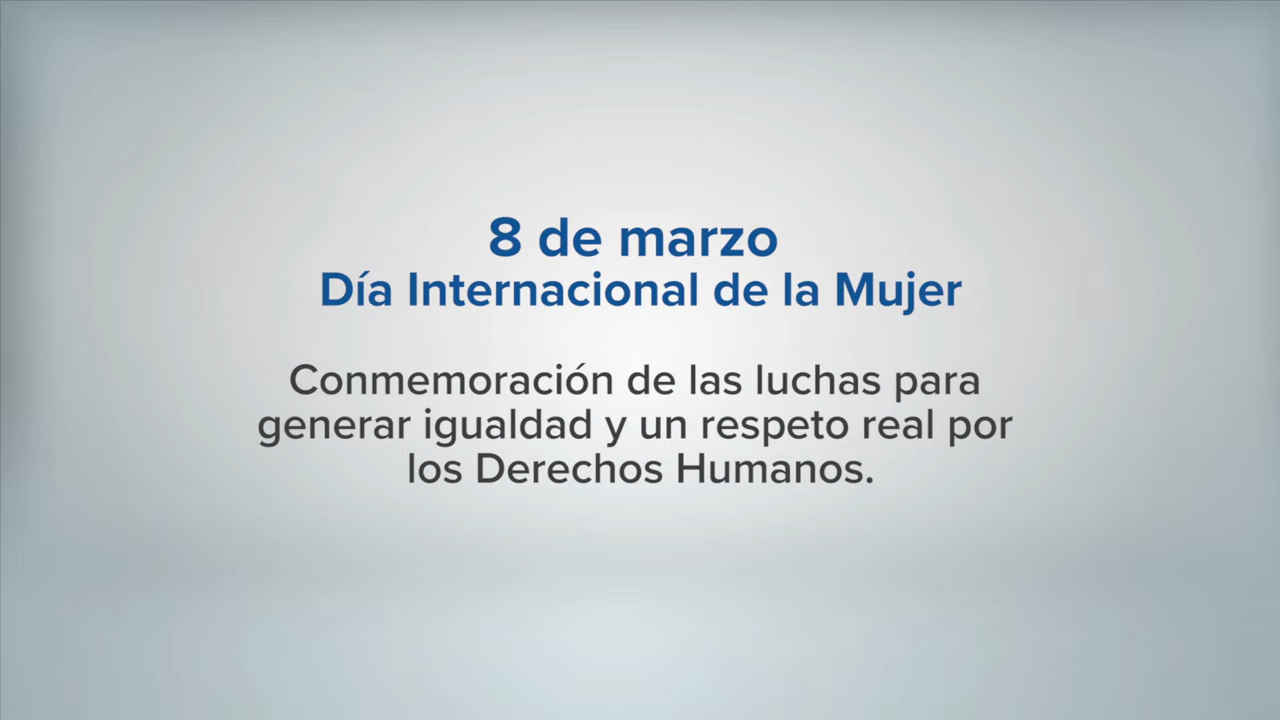 8 de marzo
Día Internacional de la Mujer
Conmemoración de las luchas para
generar igualdad y un respeto real por
los Derechos Humanos.